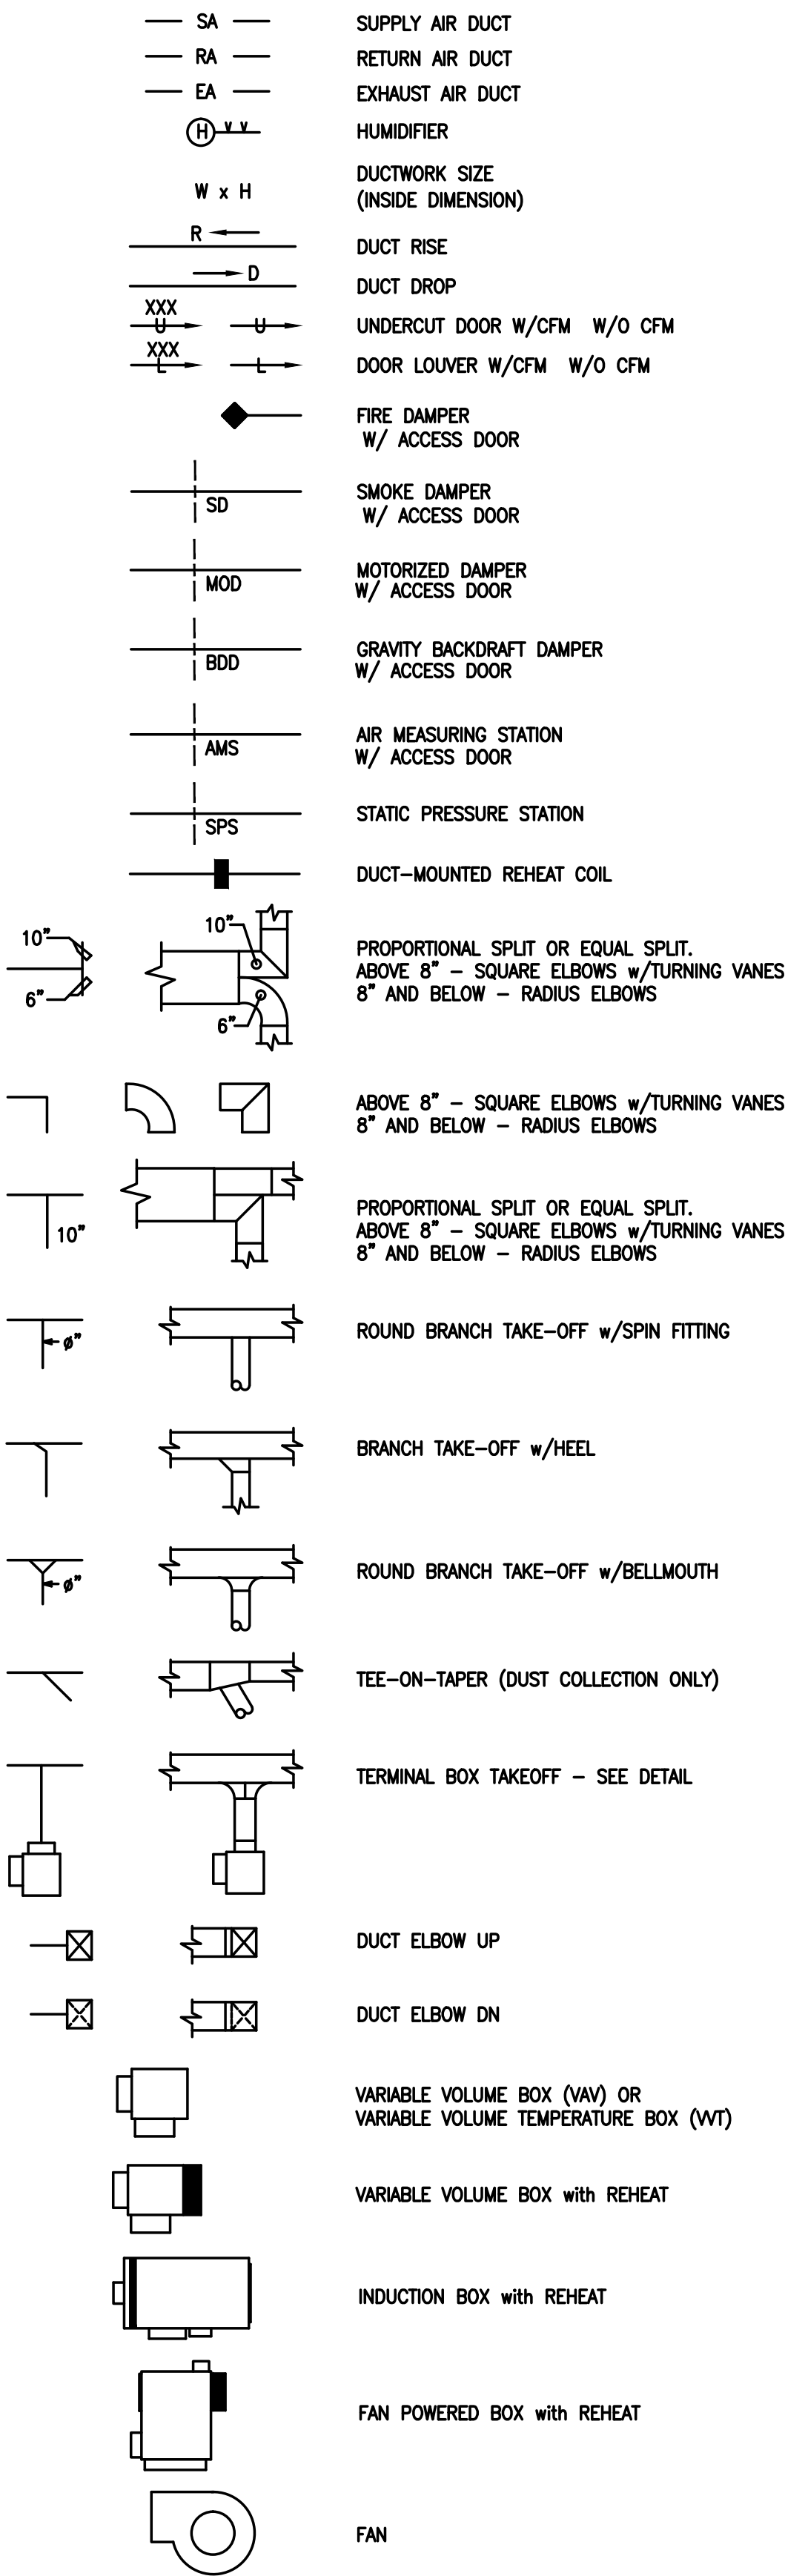 SA SUPPLY AIR DUCT
RA RETURN AIR DUCT
EA EXHAUST AIR DUCT
H V V HUMIDIFIER
W x H DUCTWORK SIZE
(INSIDE DIMENSION)
R DUCT RISE
D DUCT DROP
XXX
U U UNDERCUT DOOR W/CFM W/O CFM
XXX
L L DOOR LOUVER W/CFM W/O CFM
FIRE DAMPER
W/ ACCESS DOOR
SMOKE DAMPER
SD W/ ACCESS DOOR
MOTORIZED DAMPER
MOD W/ ACCESS DOOR
GRAVITY BACKDRAFT DAMPER
BDD W/ ACCESS DOOR
AIR MEASURING STATION
AMS W/ ACCESS DOOR
STATIC PRESSURE STATION
SPS
DUCT-MOUNTED REHEAT COIL
10" 10" PROPORTIONAL SPLIT OR EQUAL SPLIT.
ABOVE 8" - SQUARE ELBOWS w/TURNING VANES
6" 6" 8" AND BELOW - RADIUS ELBOWS
ABOVE 8" - SQUARE ELBOWS w/TURNING VANES
8" AND BELOW - RADIUS ELBOWS
PROPORTIONAL SPLIT OR EQUAL SPLIT.
10" ABOVE 8" - SQUARE ELBOWS w/TURNING VANES
8" AND BELOW - RADIUS ELBOWS
ø" ROUND BRANCH TAKE-OFF w/SPIN FITTING
BRANCH TAKE-OFF w/HEEL
ø" ROUND BRANCH TAKE-OFF w/BELLMOUTH
TEE-ON-TAPER (DUST COLLECTION ONLY)
TERMINAL BOX TAKEOFF - SEE DETAIL
DUCT ELBOW UP
DUCT ELBOW DN
VARIABLE VOLUME BOX (VAV) OR
VARIABLE VOLUME TEMPERATURE BOX (VVT)
VARIABLE VOLUME BOX with REHEAT
INDUCTION BOX with REHEAT
FAN POWERED BOX with REHEAT
FAN